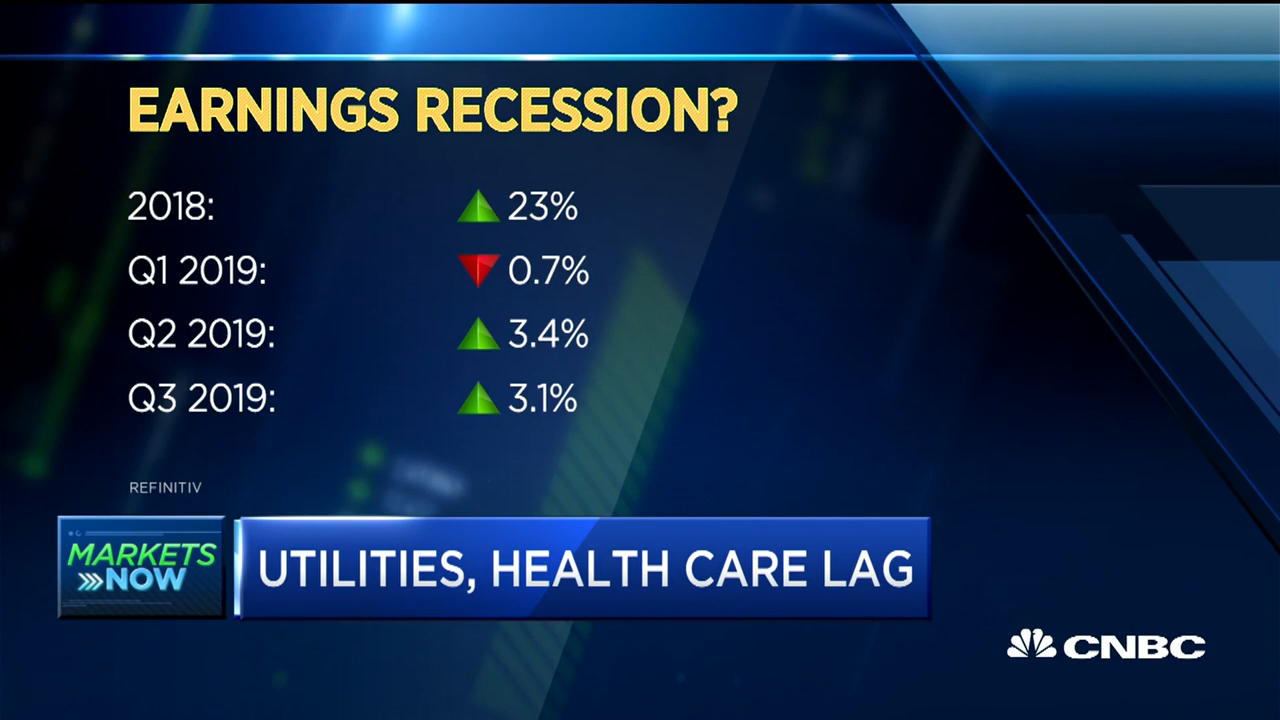 EARNINGS RECESSION?
2018: 23%
Q1 2019: 0.7%
Q2 2019: 3.4%
Q3 2019: 3.1%
REFINITIV
MARKETS
NOW
UTILITIES, HEALTH CARE LAG
CNBC